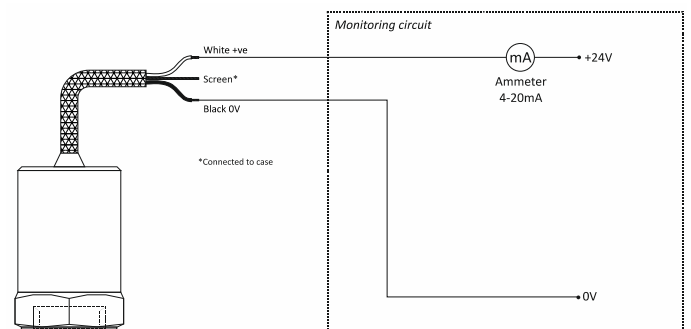 Monitoring circuit
White +ve
mA
+24V
Screen*
Ammeter
4-20mA
Black 0V
*Connected to case
0V